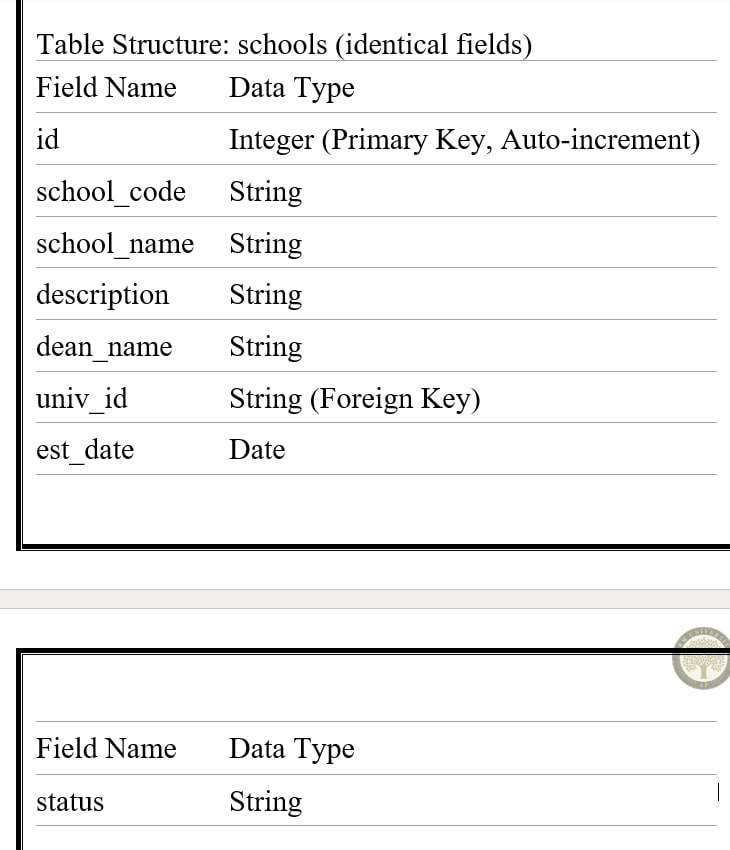 Table Structure: schools (identical fields)
Field Name Data Type
id Integer (Primary Key, Auto-increment)
school_code String
school_name String
description String
dean_name String
univ_id String (Foreign Key)
est_date Date
Field Name Data Type
status String